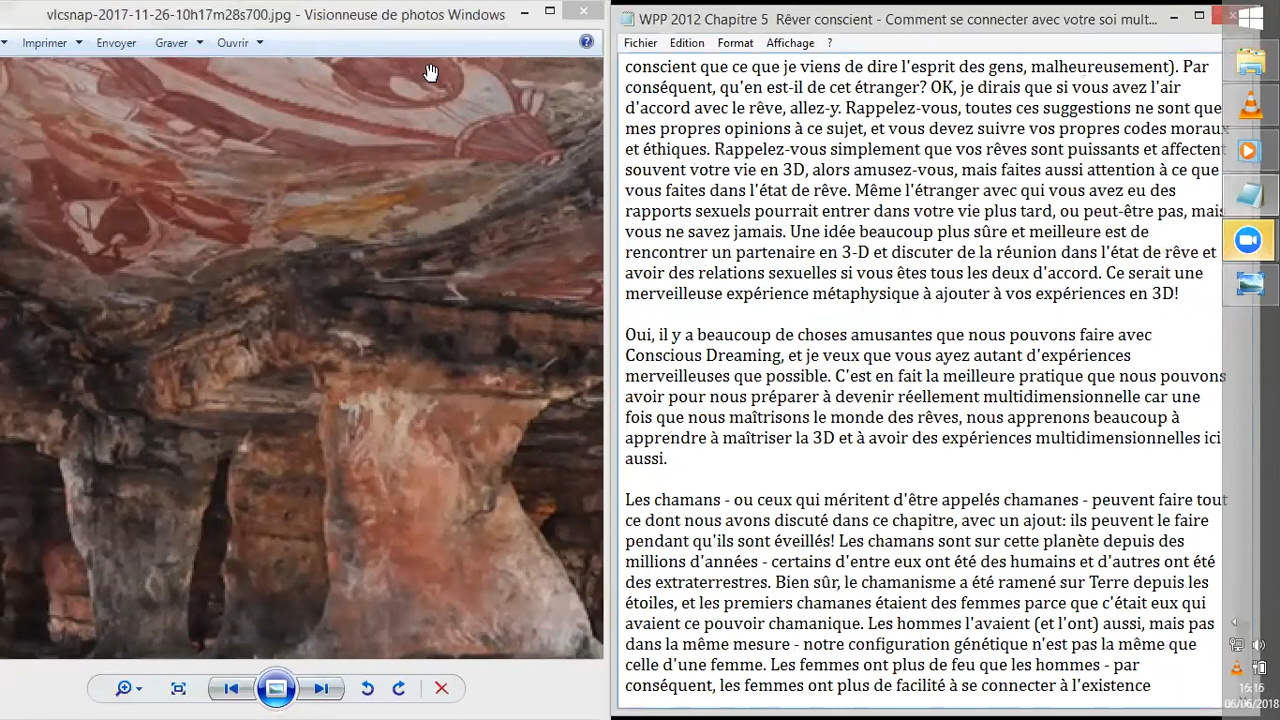 vlcsnap-2017-11-26-10h17m28s700.jpg - Visionneuse de photos Windows
Imprimer Envoyer Graver Ouvrir
WPP 2012 Chapitre 5 Rêver conscient - Comment se connecter avec votre soi mult...
Fichier Edition Format Affichage ?
conscient que ce que je viens de dire l'esprit des gens, malheureusement). Par
conséquent, qu'en est-il de cet étranger? OK, je dirais que si vous avez l'air
d'accord avec le rêve, allez-y. Rappelez-vous, toutes ces suggestions ne sont que
mes propres opinions à ce sujet, et vous devez suivre vos propres codes moraux
et éthiques. Rappelez-vous simplement que vos rêves sont puissants et affectent
souvent votre vie en 3D, alors amusez-vous, mais faites aussi attention à ce que
vous faites dans l'état de rêve. Même l'étranger avec qui vous avez eu des
rapports sexuels pourrait entrer dans votre vie plus tard, ou peut-être pas, mais
vous ne savez jamais. Une idée beaucoup plus sûre et meilleure est de
rencontrer un partenaire en 3-D et discuter de la réunion dans l'état de rêve et
avoir des relations sexuelles si vous êtes tous les deux d'accord. Ce serait une
merveilleuse expérience métaphysique à ajouter à vos expériences en 3D!
Oui, il y a beaucoup de choses amusantes que nous pouvons faire avec
Conscious Dreaming, et je veux que vous ayez autant d'expériences
merveilleuses que possible. C'est en fait la meilleure pratique que nous pouvons
avoir pour nous préparer à devenir réellement multidimensionnelle car une
fois que nous maîtrisons le monde des rêves, nous apprenons beaucoup à
apprendre à maîtriser la 3D et à avoir des expériences multidimensionnelles ici
aussi.
Les chamans - ou ceux qui méritent d'être appelés chamanes - peuvent faire tout
ce dont nous avons discuté dans ce chapitre, avec un ajout: ils peuvent le faire
pendant qu'ils sont éveillés! Les chamans sont sur cette planète depuis des
millions d'années - certains d'entre eux ont été des humains et d'autres ont été
des extraterrestres. Bien sûr, le chamanisme a été ramené sur Terre depuis les
étoiles, et les premiers chamanes étaient des femmes parce que c'était eux qui
avaient ce pouvoir chamanique. Les hommes l'avaient (et l'ont) aussi, mais pas
dans la même mesure - notre configuration génétique n'est pas la même que
celle d'une femme. Les femmes ont plus de feu que les hommes - par
conséquent, les femmes ont plus de facilité à se connecter à l'existence
16:16
06/06/2018